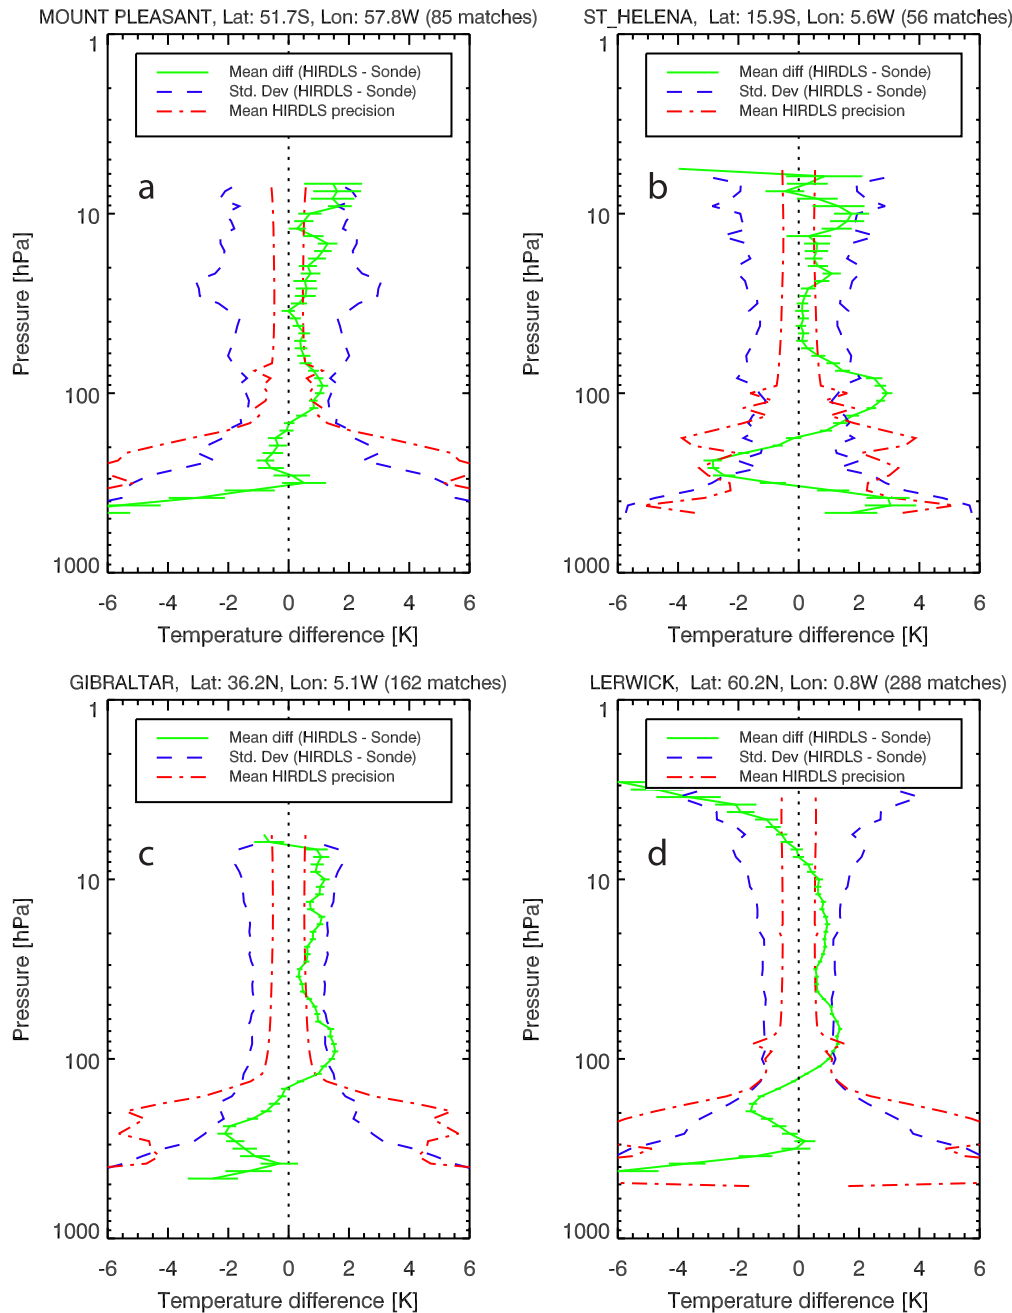 MOUNT PLEASANT, Lat: 51.7S, Lon: 57.8W (85 matches)
1
Mean diff (HIRDLS - Sonde)
Std. Dev (HIRDLS - Sonde)
Mean HIRDLS precision
a
10
100
1000
Pressure [hPa]
-6 -4 -2 0 2 4 6
Temperature difference [K]
ST_HELENA, Lat: 15.9S, Lon: 5.6W (56 matches)
1
Mean diff (HIRDLS - Sonde)
Std. Dev (HIRDLS - Sonde)
Mean HIRDLS precision
b
10
100
1000
Pressure [hPa]
-6 -4 -2 0 2 4 6
Temperature difference [K]
GIBRALTAR, Lat: 36.2N, Lon: 5.1W (162 matches)
1
Mean diff (HIRDLS - Sonde)
Std. Dev (HIRDLS - Sonde)
Mean HIRDLS precision
c
10
100
1000
Pressure [hPa]
-6 -4 -2 0 2 4 6
Temperature difference [K]
LERWICK, Lat: 60.2N, Lon: 0.8W (288 matches)
1
Mean diff (HIRDLS - Sonde)
Std. Dev (HIRDLS - Sonde)
Mean HIRDLS precision
d
10
100
1000
Pressure [hPa]
-6 -4 -2 0 2 4 6
Temperature difference [K]